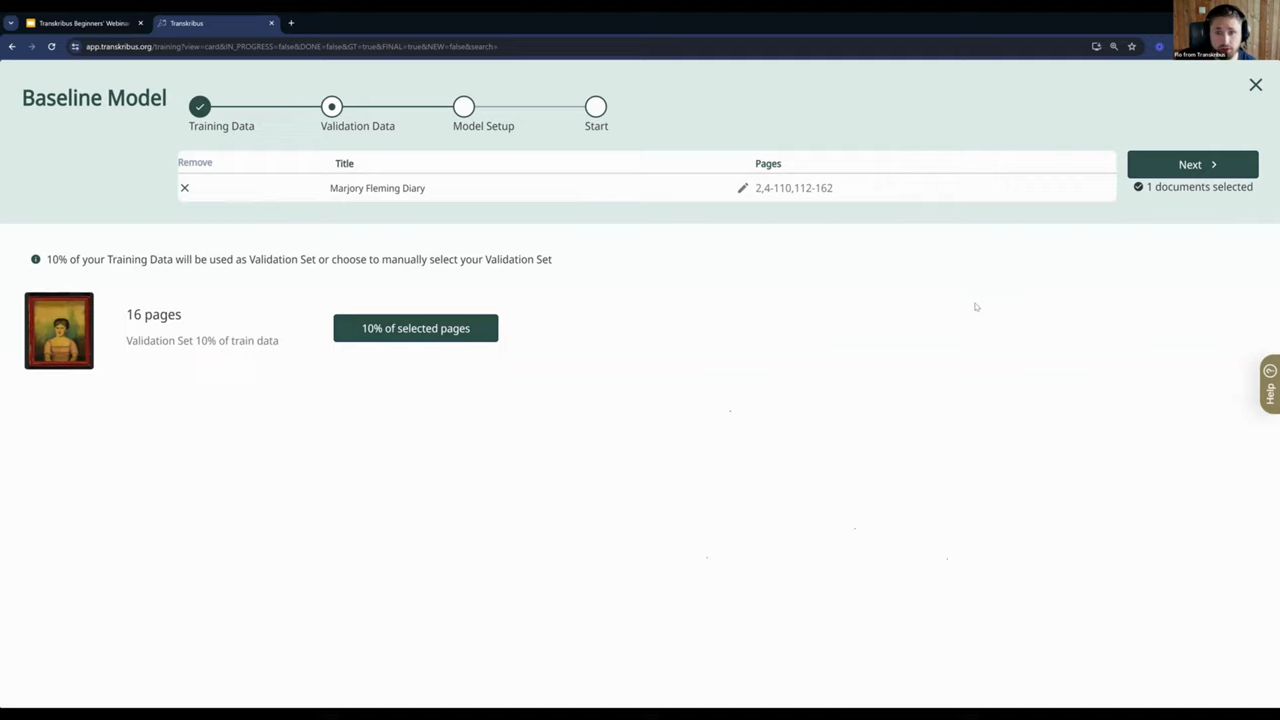 Transkribus Beginners' Webina
Transkribus
app.transkribus.org/training?view=card&IN_PROGRESS=false&DONE=false&GT=true&FINAL=true&NEW=false&search=
Flo from Transkribus
Baseline Model
Training Data
Validation Data
Model Setup
Start
Remove
Title
Pages
Next
Marjory Fleming Diary
2,4-110,112-162
1 documents selected
10% of your Training Data will be used as Validation Set or choose to manually select your Validation Set
16 pages
10% of selected pages
Validation Set 10% of train data
Help